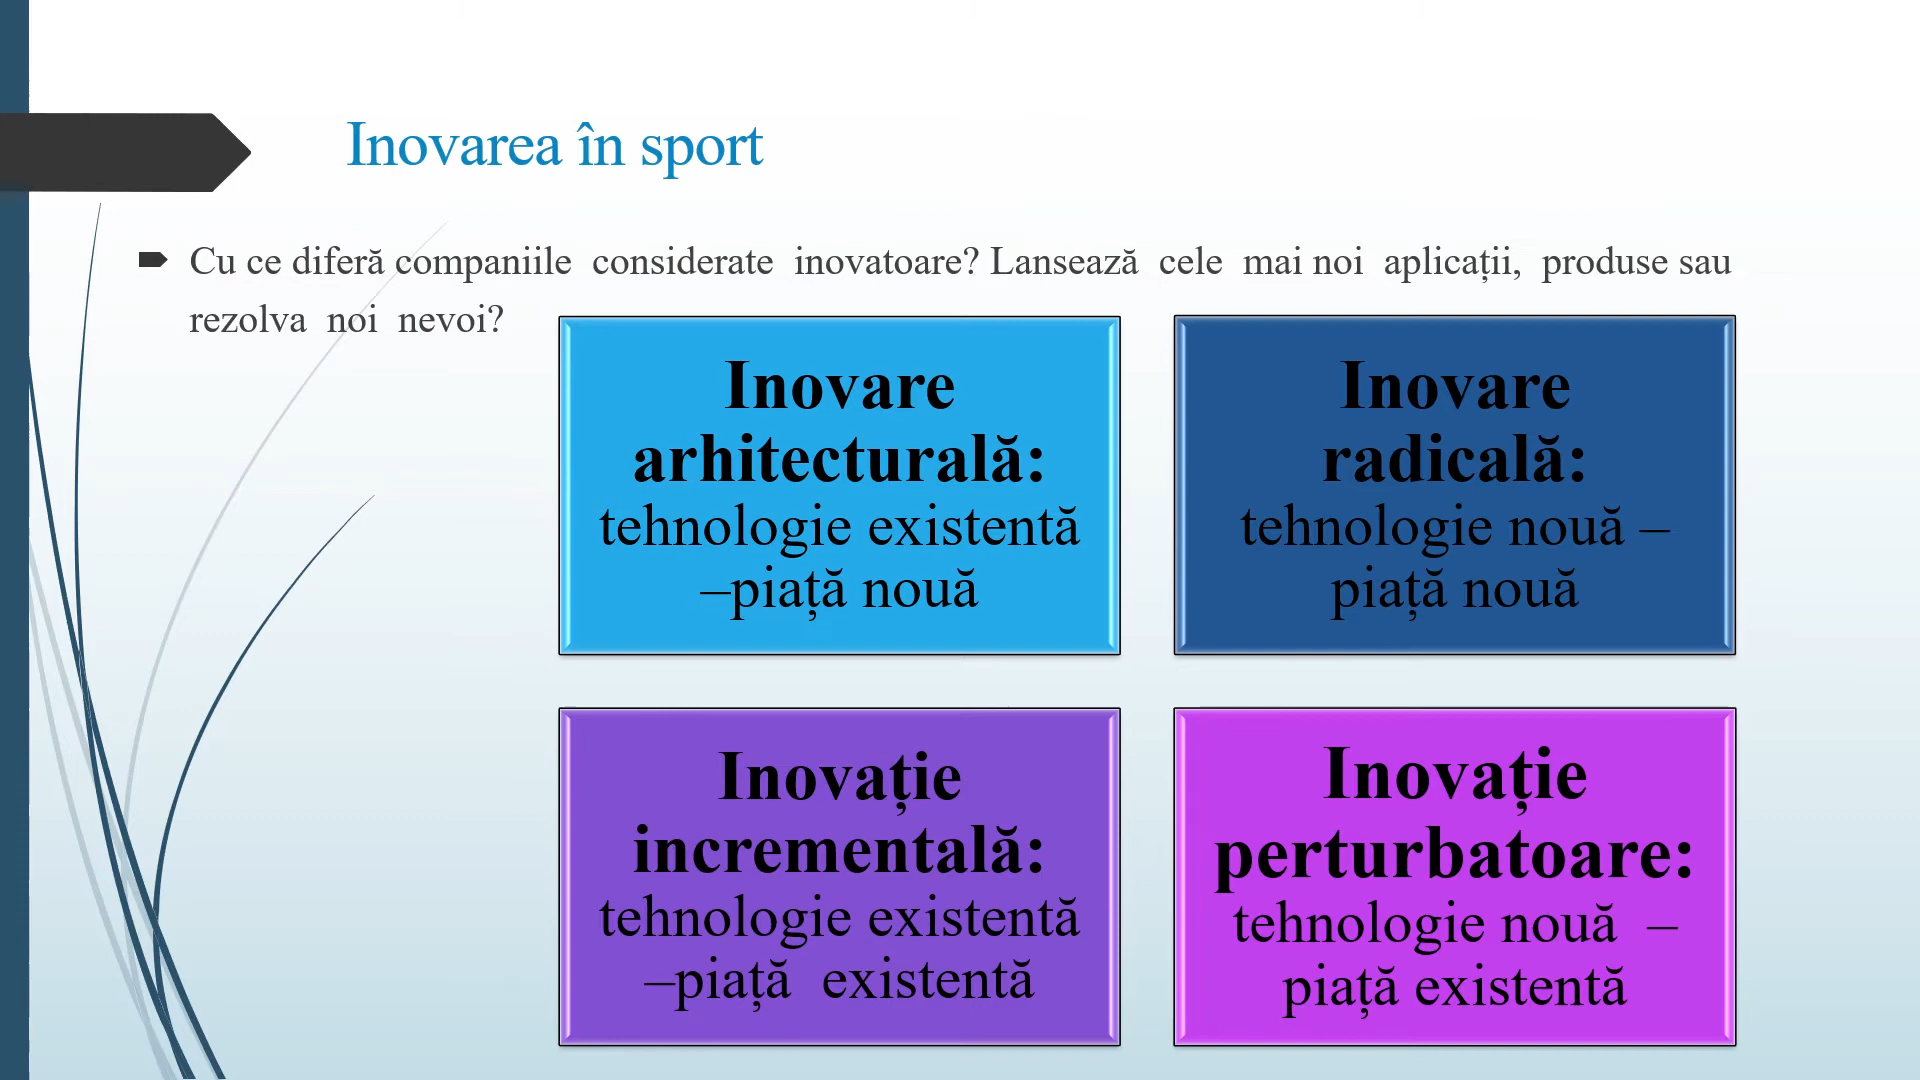 Inovarea în sport
Cu ce diferă companiile considerate inovatoare? Lansează cele mai noi aplicații, produse sau
rezolva noi nevoi?
Inovare
arhitecturală:
tehnologie existentă
–piață nouă
Inovare
radicală:
tehnologie nouă –
piață nouă
Inovație
incrementală:
tehnologie existentă
–piață existentă
Inovație
perturbatoare:
tehnologie nouă –
piață existentă